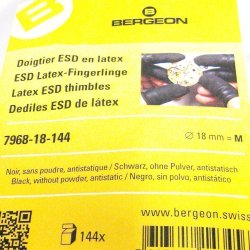 B
BERGEON
Doigtier ESD en latex
ESD Latex-Fingerlinge
Latex ESD thimbles
Dediles ESD de látex
7968-18-144
Ø 18 mm = M
Noir, sans poudre, antistatique / Schwarz, ohne Pulver, antistatisch
Black, without powder, antistatic / Negro, sin polvo, antistático
144x
www.bergeon.swiss